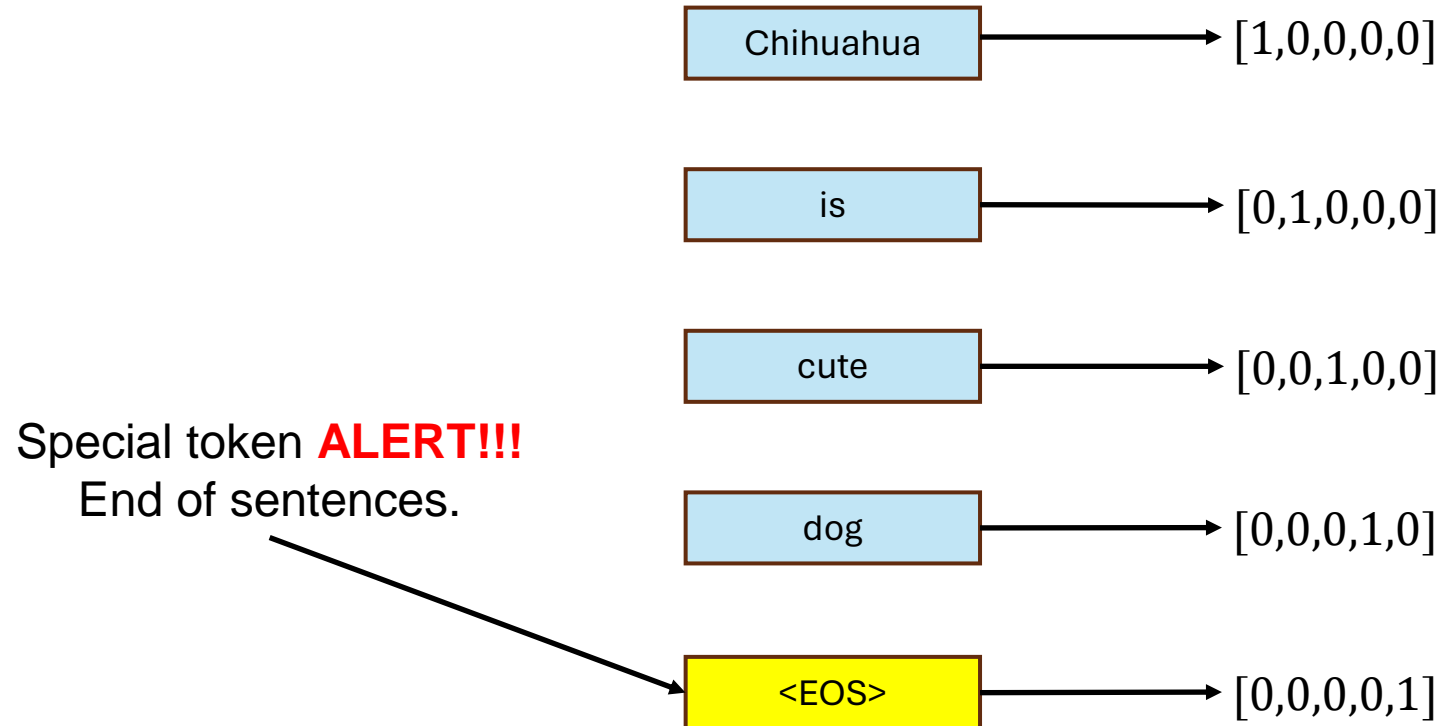 Chihuahua [1,0,0,0,0]
is [0,1,0,0,0]
cute [0,0,1,0,0]
Special token ALERT!!!
End of sentences.
dog [0,0,0,1,0]
<EOS> [0,0,0,0,1]